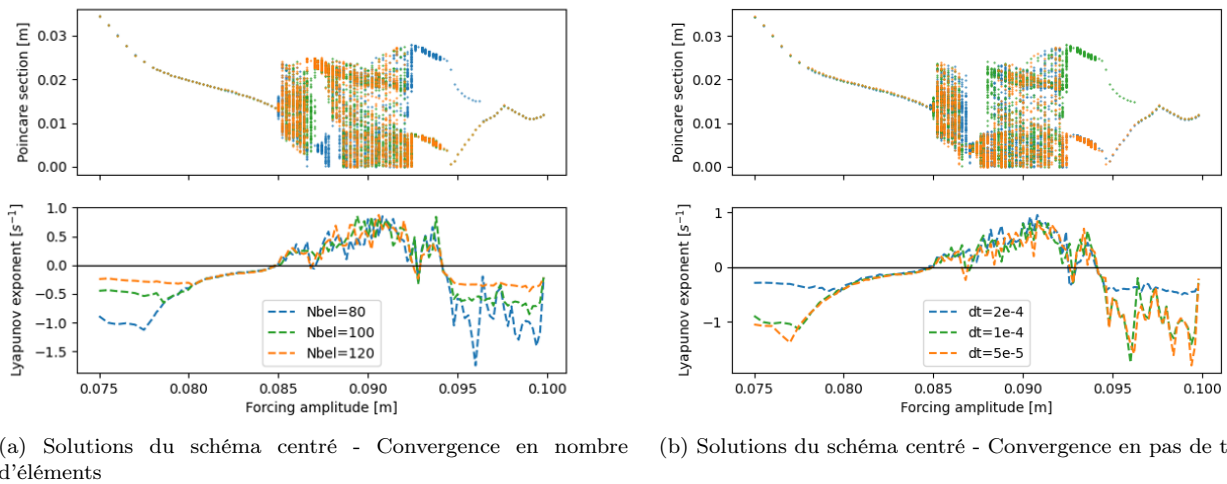 Poincare section [m]
0.03
0.02
0.01
0.00
Lyapunov exponent [s⁻¹]
1.0
0.5
0.0
−0.5
−1.0
−1.5
Nbel=80
Nbel=100
Nbel=120
0.075 0.080 0.085 0.090 0.095 0.100
Forcing amplitude [m]
(a) Solutions du schéma centré - Convergence en nombre
d'éléments
Poincare section [m]
0.03
0.02
0.01
0.00
Lyapunov exponent [s⁻¹]
1
0
−1
dt=2e-4
dt=1e-4
dt=5e-5
0.075 0.080 0.085 0.090 0.095 0.100
Forcing amplitude [m]
(b) Solutions du schéma centré - Convergence en pas de t